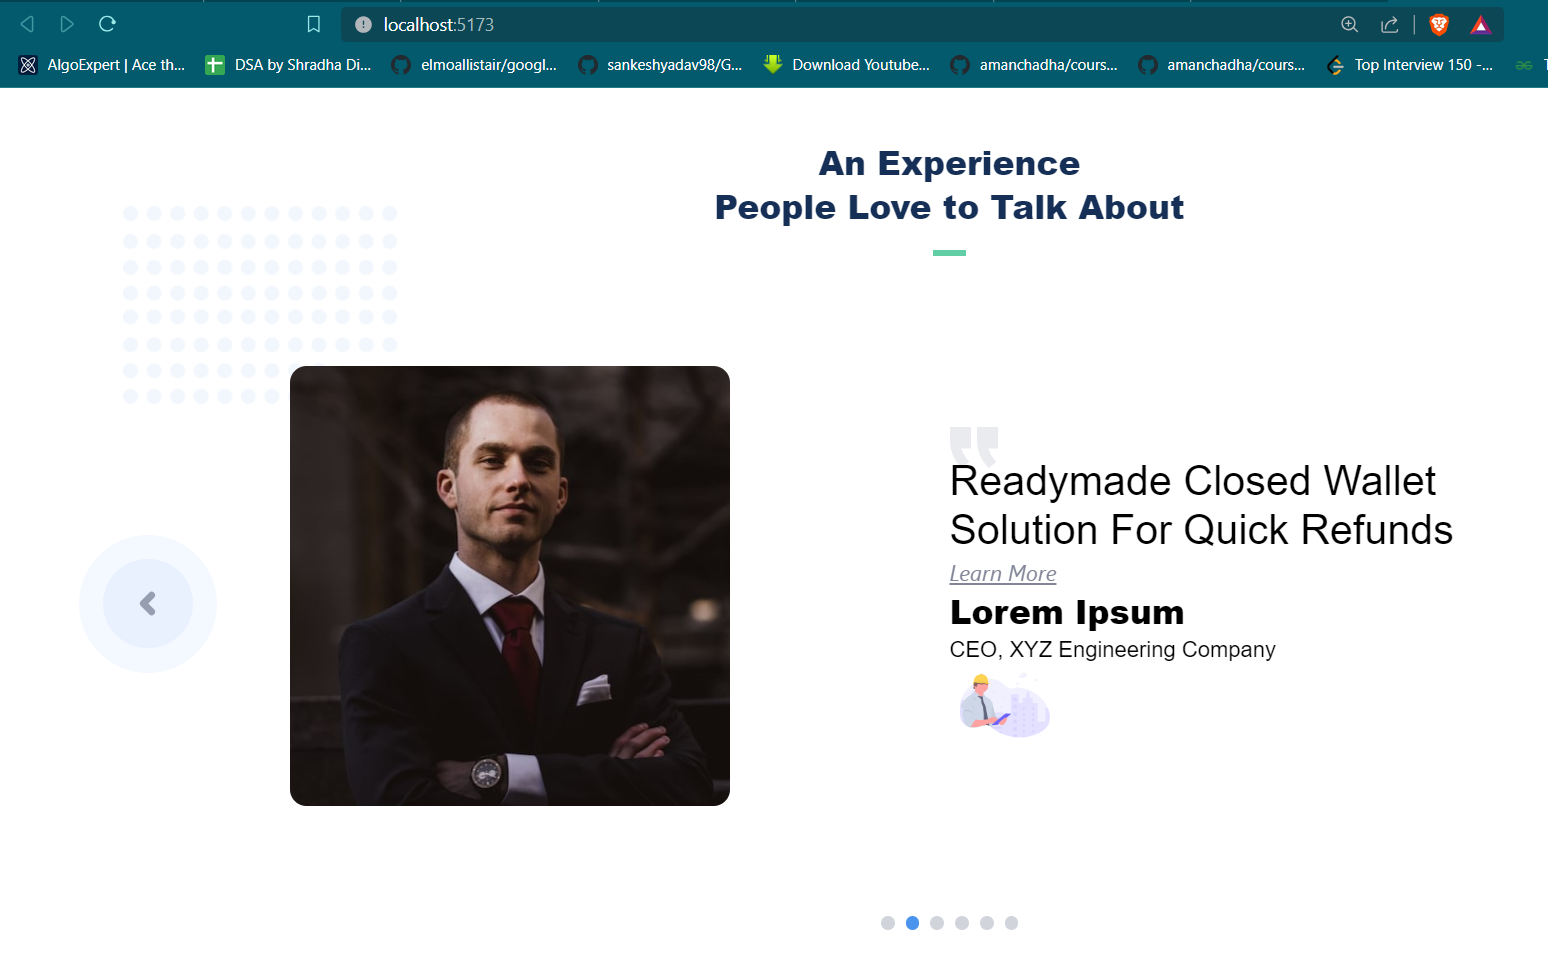 localhost:5173
AlgoExpert | Ace th...
DSA by Shradha Di...
elmoallistair/googl...
sankeshyadav98/G...
Download Youtube...
amanchadha/cours...
amanchadha/cours...
Top Interview 150 -...
An Experience
People Love to Talk About
Readymade Closed Wallet
Solution For Quick Refunds
Learn More
Lorem Ipsum
CEO, XYZ Engineering Company